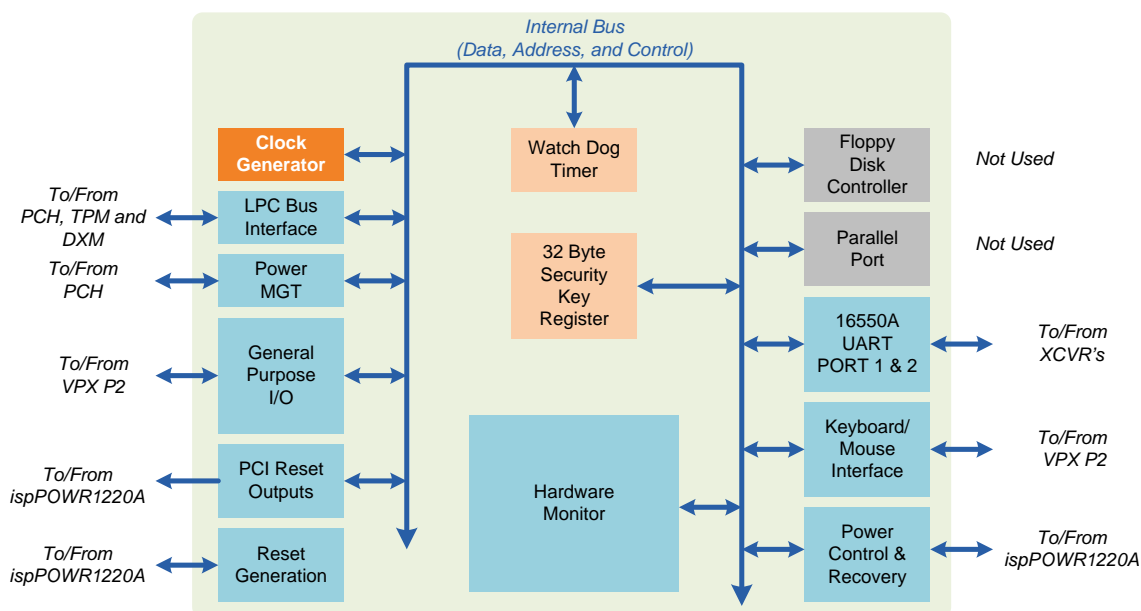 Internal Bus
(Data, Address, and Control)
Clock
Generator
To/From
PCH, TPM and
DXM
LPC Bus
Interface
To/From
PCH
Power
MGT
To/From
VPX P2
General
Purpose
I/O
To/From
ispPOWR1220A
PCI Reset
Outputs
To/From
ispPOWR1220A
Reset
Generation
Watch Dog
Timer
32 Byte
Security
Key
Register
Hardware
Monitor
Floppy
Disk
Controller
Not Used
Parallel
Port
Not Used
16550A
UART
PORT 1 & 2
To/From
XCVR's
Keyboard/
Mouse
Interface
To/From
VPX P2
Power
Control &
Recovery
To/From
ispPOWR1220A